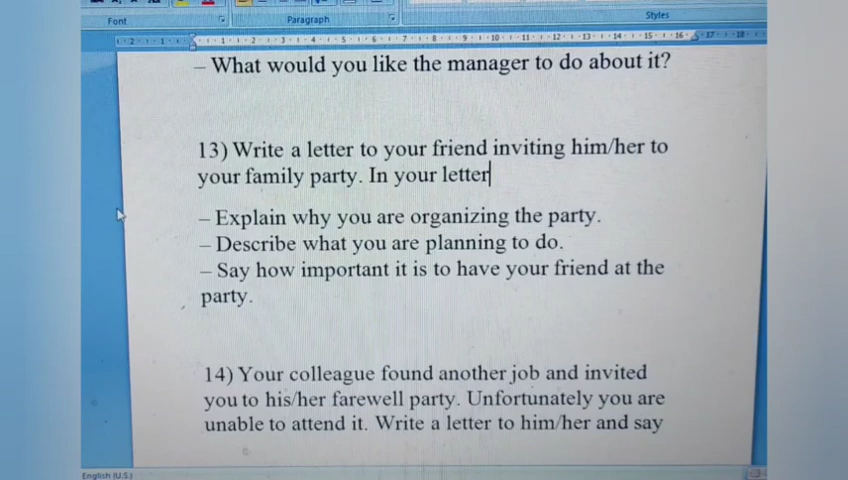 Font
Paragraph
Styles
– What would you like the manager to do about it?
13) Write a letter to your friend inviting him/her to
your family party. In your letter
– Explain why you are organizing the party.
– Describe what you are planning to do.
– Say how important it is to have your friend at the
party.
14) Your colleague found another job and invited
you to his/her farewell party. Unfortunately you are
unable to attend it. Write a letter to him/her and say
English (U.S.)